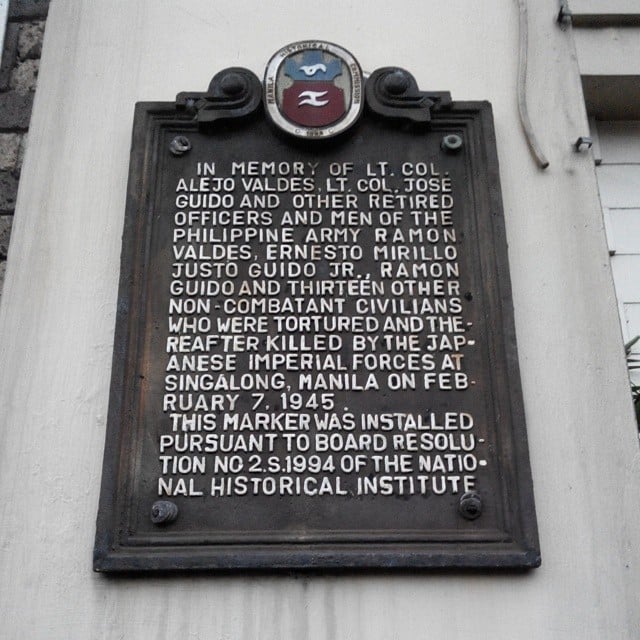 MANILA HISTORICAL COMMISSION
IN MEMORY OF LT. COL.
ALEJO VALDES, LT. COL. JOSE
GUIDO AND OTHER RETIRED
OFFICERS AND MEN OF THE
PHILIPPINE ARMY RAMON
VALDES, ERNESTO MIRILLO
JUSTO GUIDO JR., RAMON
GUIDO AND THIRTEEN OTHER
NON-COMBATANT CIVILIANS
WHO WERE TORTURED AND THE-
REAFTER KILLED BY THE JAP-
ANESE IMPERIAL FORCES AT
SINGALONG, MANILA ON FEB-
RUARY 7, 1945.
THIS MARKER WAS INSTALLED
PURSUANT TO BOARD RESOLU-
TION NO 2.S.1994 OF THE NATIO-
NAL HISTORICAL INSTITUTE